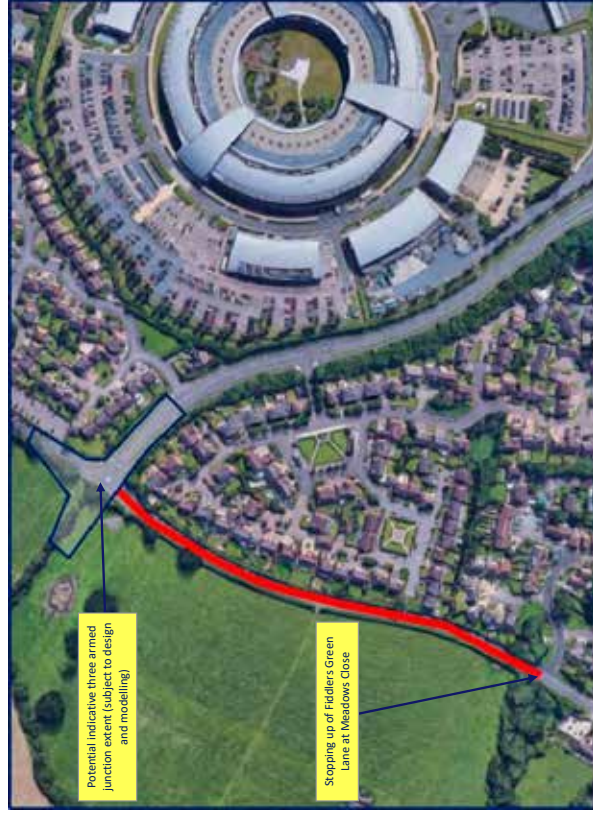 Potential indicative three armed
junction extent (subject to design
and modelling)
Stopping up of Fiddlers Green
Lane at Meadows Close